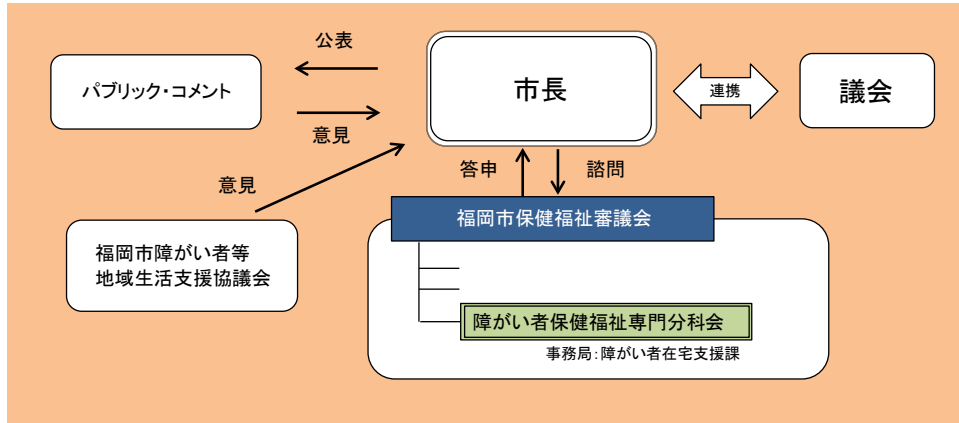 公表
パブリック・コメント
意見
市長
連携
議会
意見
答申
諮問
福岡市障がい者等
地域生活支援協議会
福岡市保健福祉審議会
障がい者保健福祉専門分科会
事務局：障がい者在宅支援課